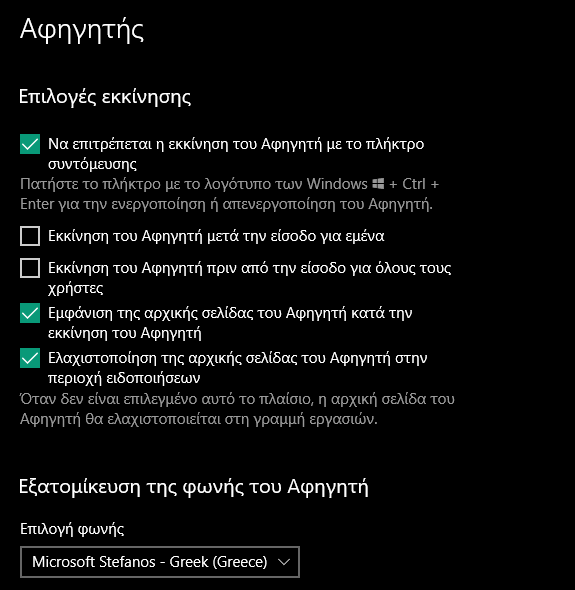 Αφηγητής
Επιλογές εκκίνησης
Να επιτρέπεται η εκκίνηση του Αφηγητή με το πλήκτρο
συντόμευσης
Πατήστε το πλήκτρο με το λογότυπο των Windows + Ctrl +
Enter για την ενεργοποίηση ή απενεργοποίηση του Αφηγητή.
Εκκίνηση του Αφηγητή μετά την είσοδο για εμένα
Εκκίνηση του Αφηγητή πριν από την είσοδο για όλους τους
χρήστες
Εμφάνιση της αρχικής σελίδας του Αφηγητή κατά την
εκκίνηση του Αφηγητή
Ελαχιστοποίηση της αρχικής σελίδας του Αφηγητή στην
περιοχή ειδοποιήσεων
Όταν δεν είναι επιλεγμένο αυτό το πλαίσιο, η αρχική σελίδα του
Αφηγητή θα ελαχιστοποιείται στη γραμμή εργασιών.
Εξατομίκευση της φωνής του Αφηγητή
Επιλογή φωνής
Microsoft Stefanos - Greek (Greece)